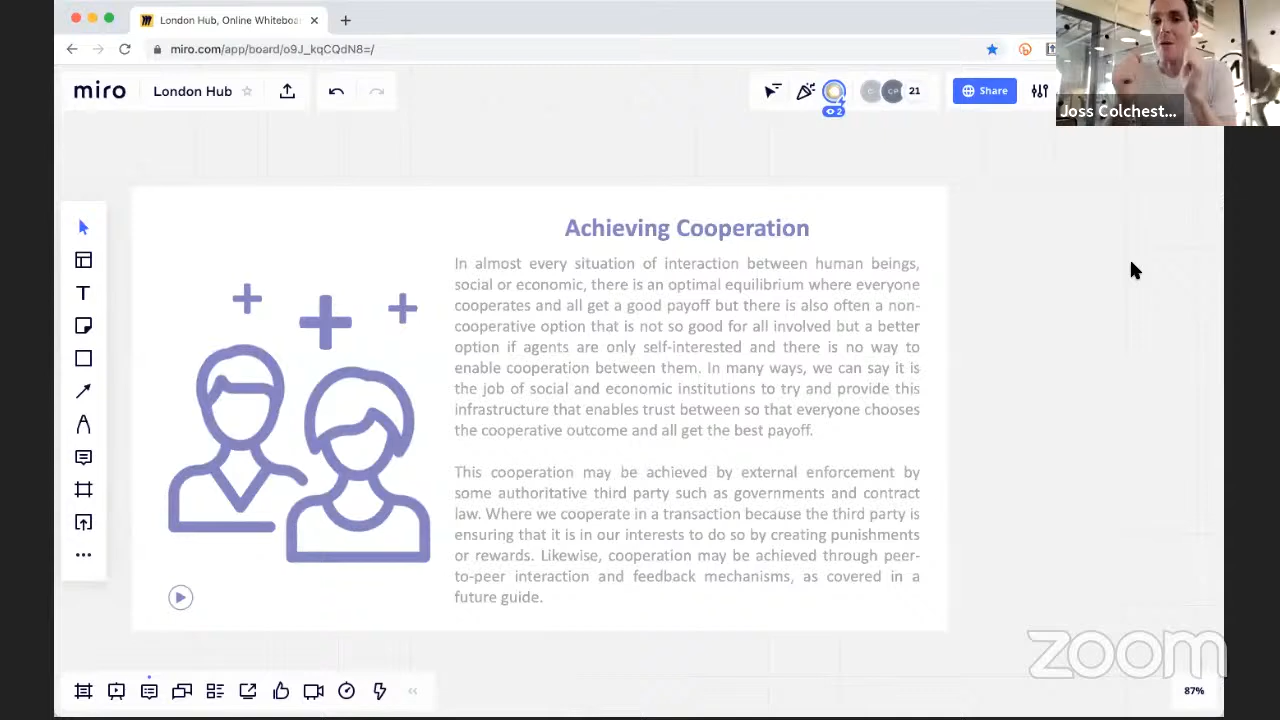 London Hub, Online Whiteboa
miro.com/app/board/o9J_kqCQdN8=/
miro
London Hub
2
CP
21
Share
Joss Colchest...
Achieving Cooperation
In almost every situation of interaction between human beings,
social or economic, there is an optimal equilibrium where everyone
cooperates and all get a good payoff but there is also often a non-
cooperative option that is not so good for all involved but a better
option if agents are only self-interested and there is no way to
enable cooperation between them. In many ways, we can say it is
the job of social and economic institutions to try and provide this
infrastructure that enables trust between so that everyone chooses
the cooperative outcome and all get the best payoff.
This cooperation may be achieved by external enforcement by
some authoritative third party such as governments and contract
law. Where we cooperate in a transaction because the third party is
ensuring that it is in our interests to do so by creating punishments
or rewards. Likewise, cooperation may be achieved through peer-
to-peer interaction and feedback mechanisms, as covered in a
future guide.
zoom
87%